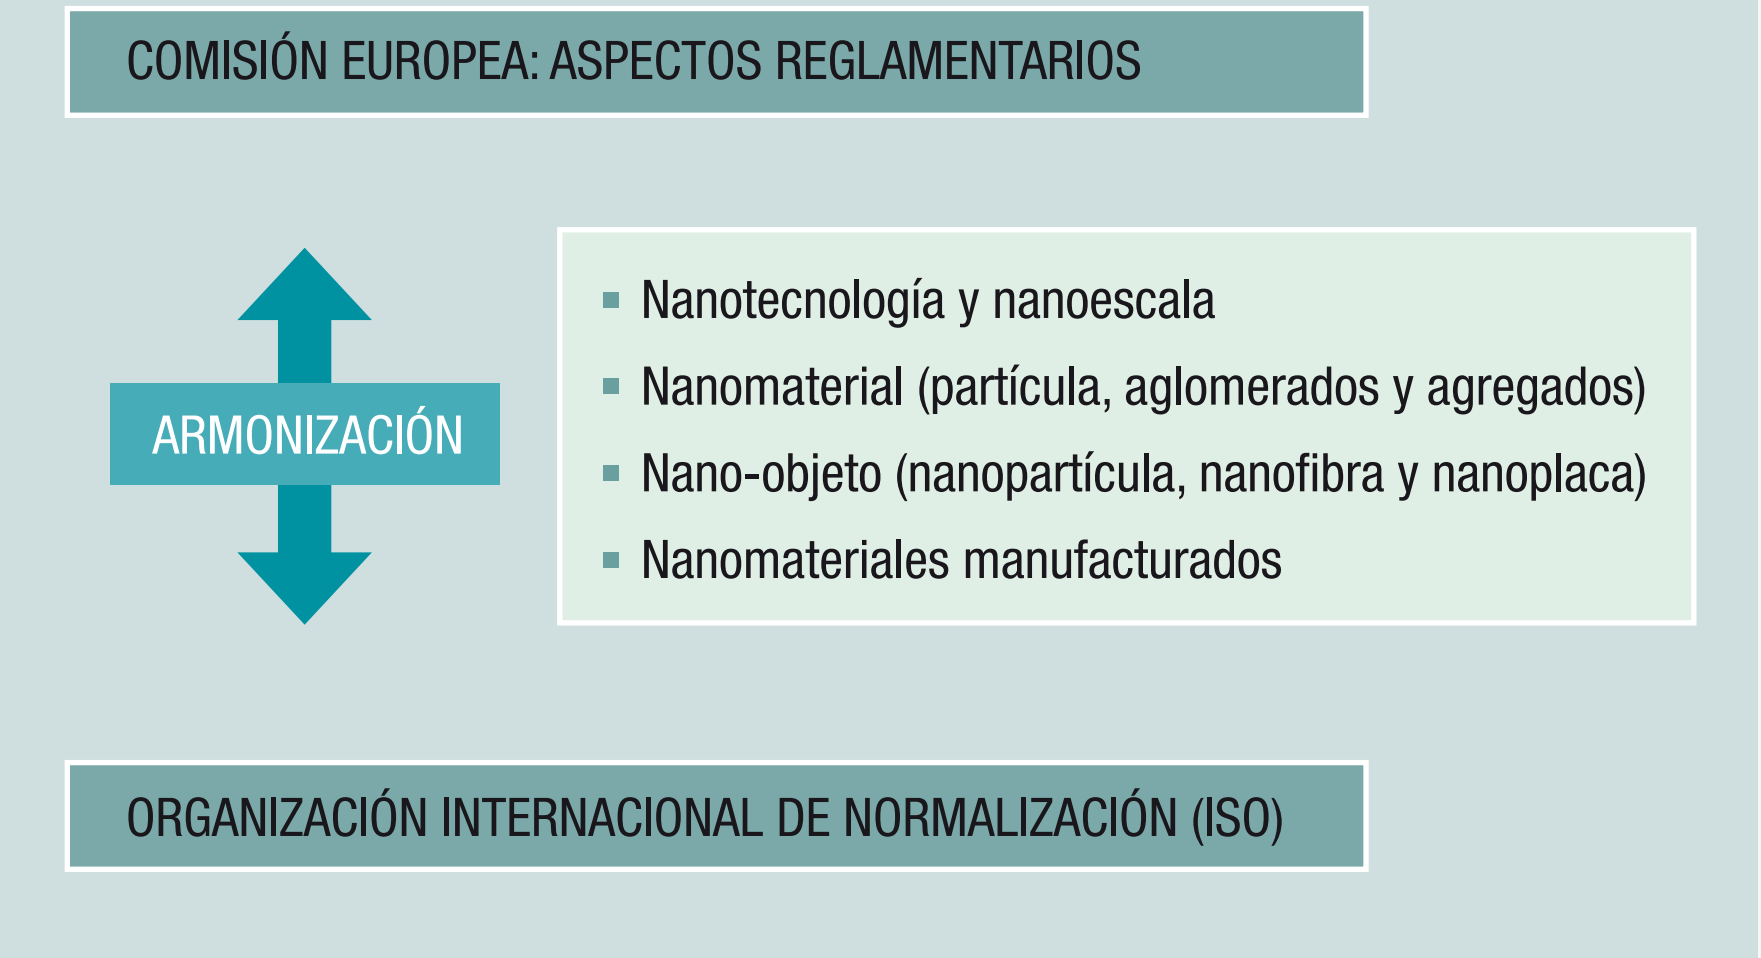 COMISIÓN EUROPEA: ASPECTOS REGLAMENTARIOS
ARMONIZACIÓN
Nanotecnología y nanoescala
Nanomaterial (partícula, aglomerados y agregados)
Nano-objeto (nanopartícula, nanofibra y nanoplaca)
Nanomateriales manufacturados
ORGANIZACIÓN INTERNACIONAL DE NORMALIZACIÓN (ISO)